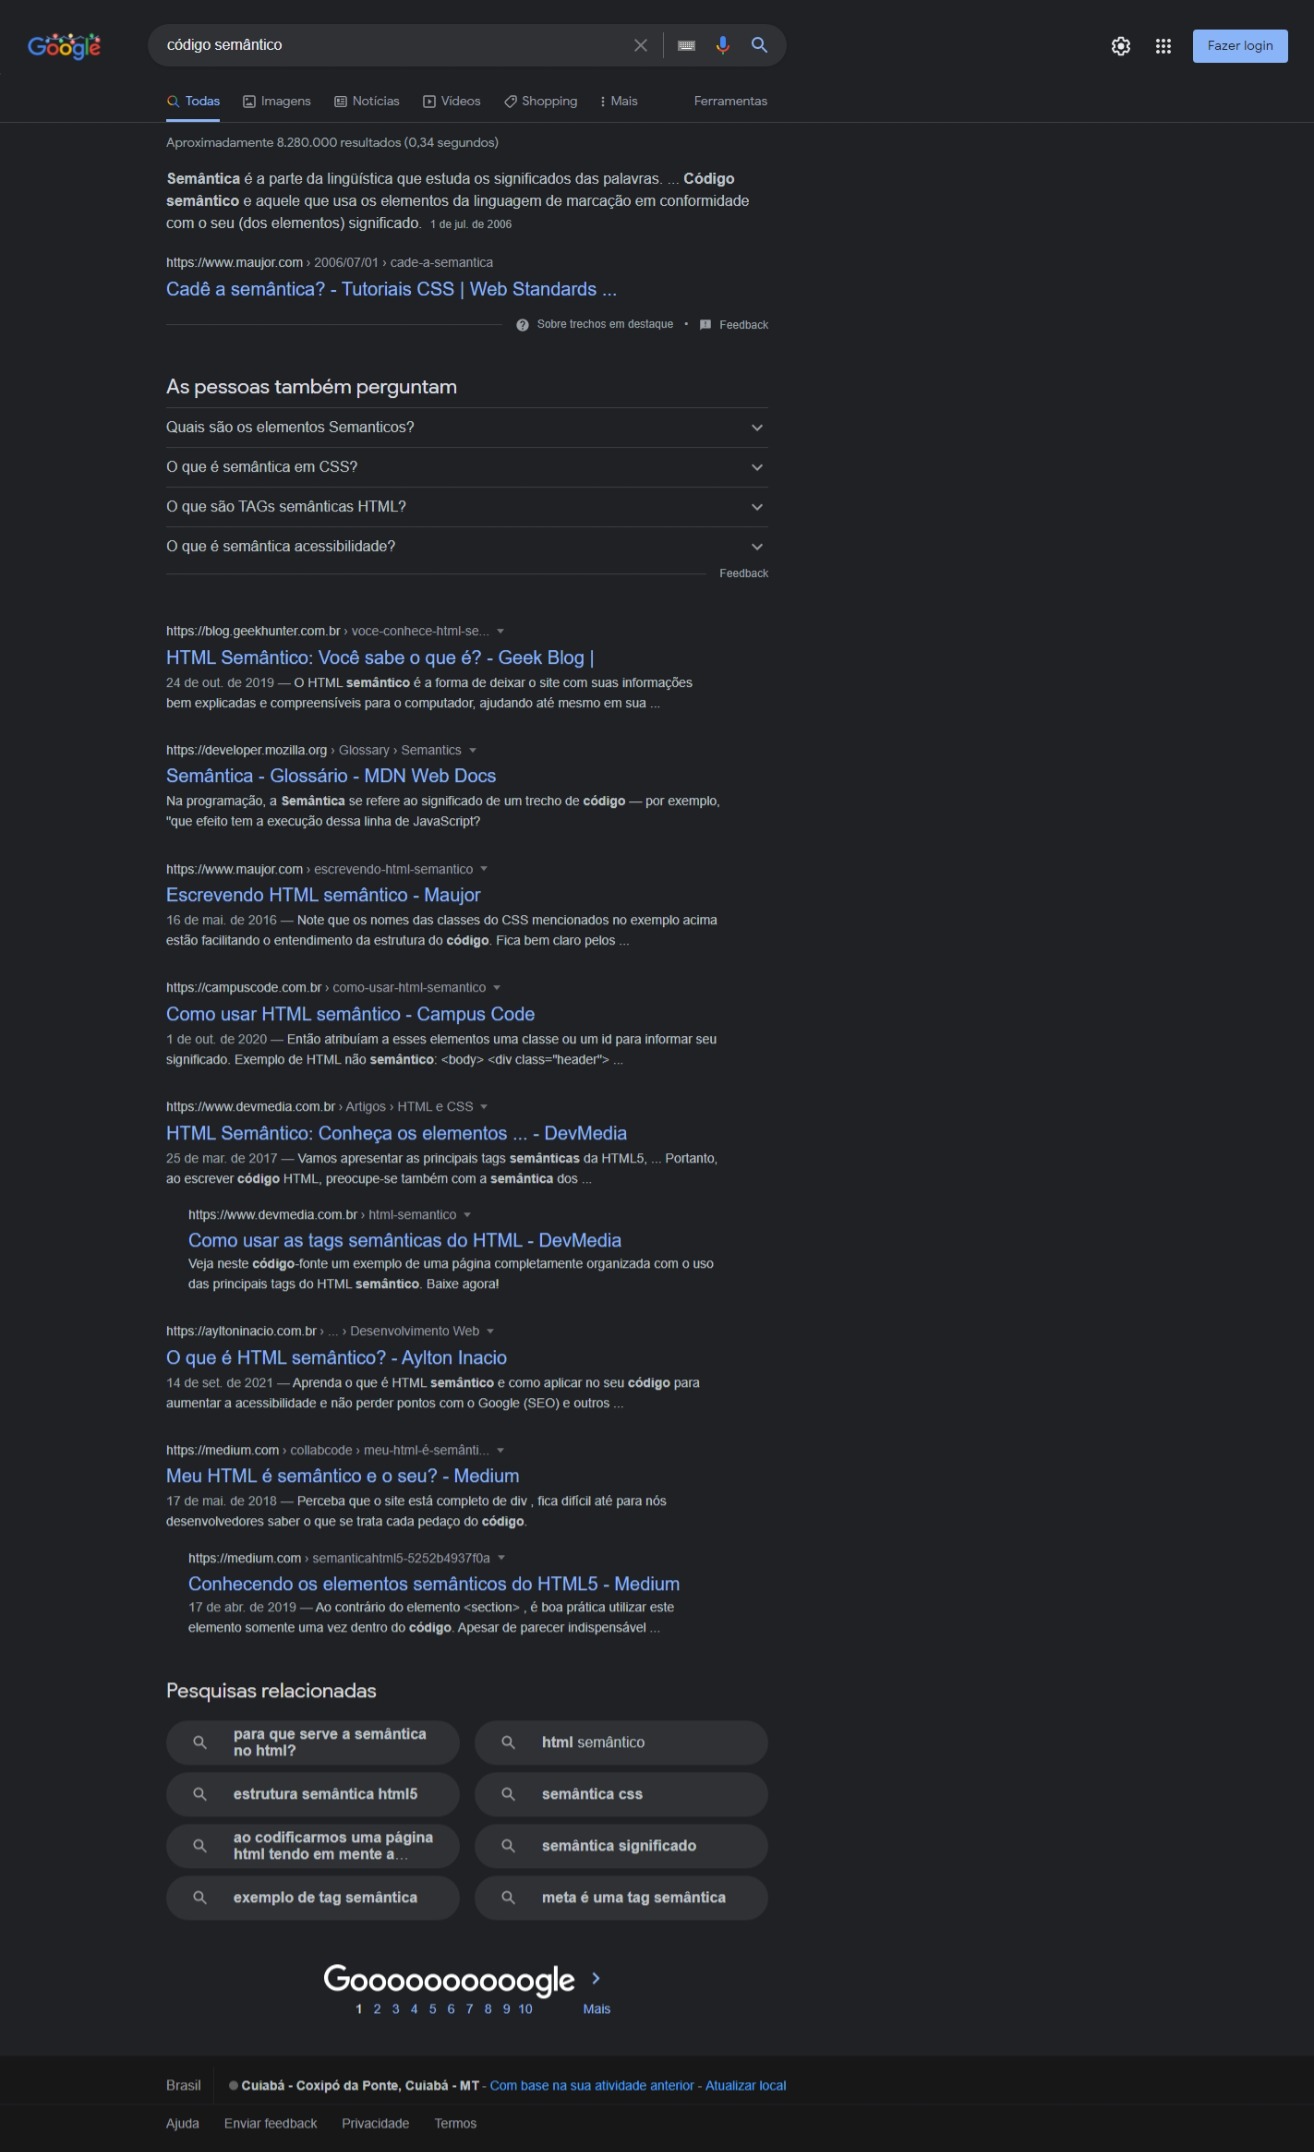 Google
código semântico
Fazer login
Todas Imagens Notícias Vídeos Shopping Mais Ferramentas
Aproximadamente 8.280.000 resultados (0,34 segundos)
Semântica é a parte da lingüística que estuda os significados das palavras. ... Código
semântico e aquele que usa os elementos da linguagem de marcação em conformidade
com o seu (dos elementos) significado. 1 de jul. de 2006
https://www.maujor.com › 2006/07/01 › cade-a-semantica
Cadê a semântica? - Tutoriais CSS | Web Standards ...
Sobre trechos em destaque • Feedback
As pessoas também perguntam
Quais são os elementos Semanticos?
O que é semântica em CSS?
O que são TAGs semânticas HTML?
O que é semântica acessibilidade?
Feedback
https://blog.geekhunter.com.br › voce-conhece-html-se...
HTML Semântico: Você sabe o que é? - Geek Blog |
24 de out. de 2019 — O HTML semântico é a forma de deixar o site com suas informações
bem explicadas e compreensíveis para o computador, ajudando até mesmo em sua ...
https://developer.mozilla.org › Glossary › Semantics
Semântica - Glossário - MDN Web Docs
Na programação, a Semântica se refere ao significado de um trecho de código — por exemplo,
"que efeito tem a execução dessa linha de JavaScript?
https://www.maujor.com › escrevendo-html-semantico
Escrevendo HTML semântico - Maujor
16 de mai. de 2016 — Note que os nomes das classes do CSS mencionados no exemplo acima
estão facilitando o entendimento da estrutura do código. Fica bem claro pelos ...
https://campuscode.com.br › como-usar-html-semantico
Como usar HTML semântico - Campus Code
1 de out. de 2020 — Então atribuíam a esses elementos uma classe ou um id para informar seu
significado. Exemplo de HTML não semântico: <body> <div class="header"> ...
https://www.devmedia.com.br › Artigos › HTML e CSS
HTML Semântico: Conheça os elementos ... - DevMedia
25 de mar. de 2017 — Vamos apresentar as principais tags semânticas da HTML5, ... Portanto,
ao escrever código HTML, preocupe-se também com a semântica dos ...
https://www.devmedia.com.br › html-semantico
Como usar as tags semânticas do HTML - DevMedia
Veja neste código-fonte um exemplo de uma página completamente organizada com o uso
das principais tags do HTML semântico. Baixe agora!
https://ayltoninacio.com.br › ... › Desenvolvimento Web
O que é HTML semântico? - Aylton Inacio
14 de set. de 2021 — Aprenda o que é HTML semântico e como aplicar no seu código para
aumentar a acessibilidade e não perder pontos com o Google (SEO) e outros ...
https://medium.com › collabcode › meu-html-é-semânti...
Meu HTML é semântico e o seu? - Medium
17 de mai. de 2018 — Perceba que o site está completo de div , fica difícil até para nós
desenvolvedores saber o que se trata cada pedaço do código.
https://medium.com › semanticahtml5-5252b4937f0a
Conhecendo os elementos semânticos do HTML5 - Medium
17 de abr. de 2019 — Ao contrário do elemento <section> , é boa prática utilizar este
elemento somente uma vez dentro do código. Apesar de parecer indispensável ...
Pesquisas relacionadas
para que serve a semântica
no html?
html semântico
estrutura semântica html5
semântica css
ao codificarmos uma página
html tendo em mente a...
semântica significado
exemplo de tag semântica
meta é uma tag semântica
Goooooooooogle
1 2 3 4 5 6 7 8 9 10 Mais
Brasil Cuiabá - Coxipó da Ponte, Cuiabá - MT - Com base na sua atividade anterior - Atualizar local
Ajuda Enviar feedback Privacidade Termos